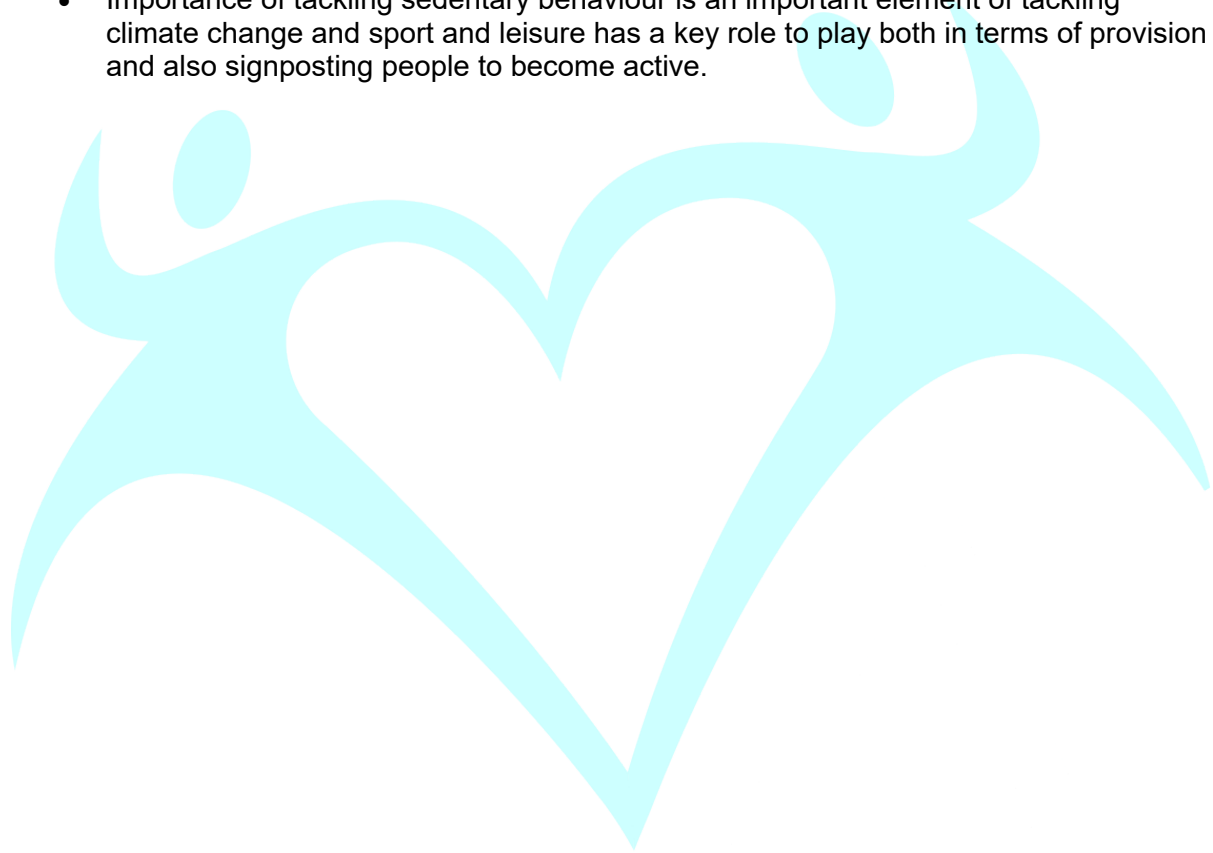 • Importance of tackling sedentary behaviour is an important element of tackling
climate change and sport and leisure has a key role to play both in terms of provision
and also signposting people to become active.